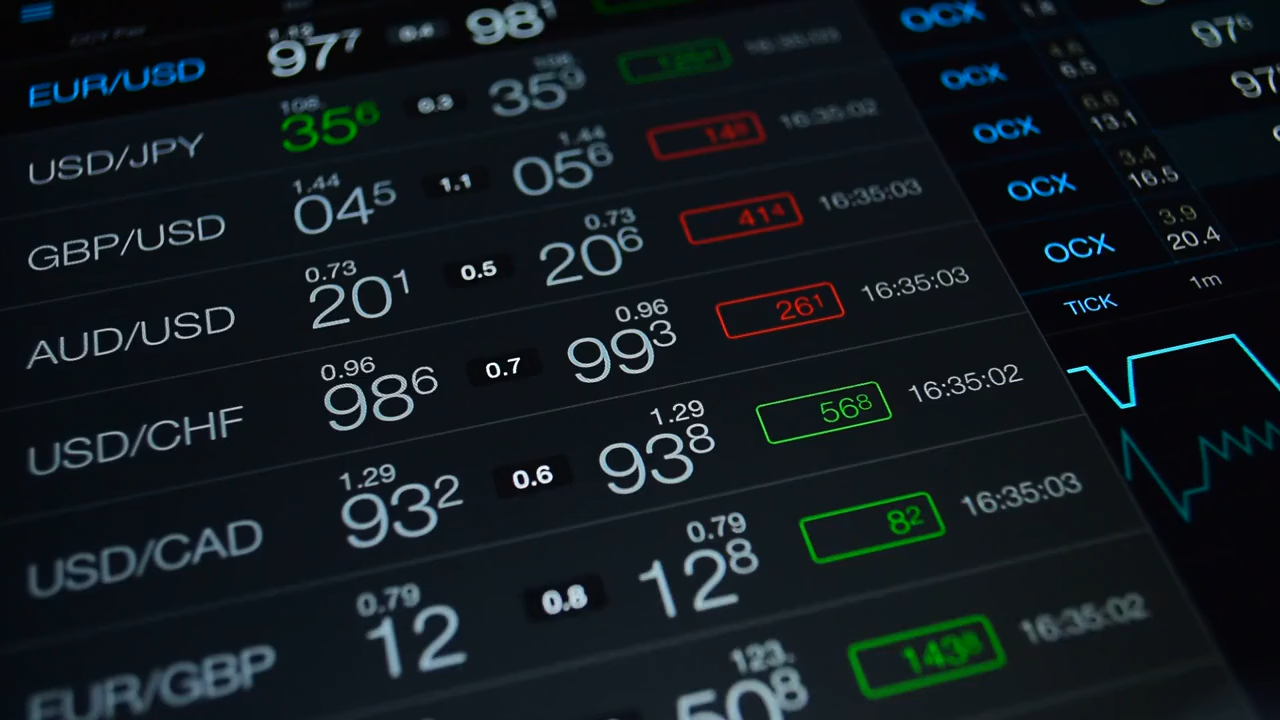 EUR/USD 1.12 97⁷ 0.4 98¹
USD/JPY 108. 35⁶ 0.3 108. 35⁹ 16:35:03
GBP/USD 1.44 04⁵ 1.1 1.44 05⁶ 14⁸ 16:35:02
AUD/USD 0.73 20¹ 0.5 0.73 20⁶ 41⁴ 16:35:03
USD/CHF 0.96 98⁶ 0.7 0.96 99³ 26¹ 16:35:03
USD/CAD 1.29 93² 0.6 1.29 93⁸ 56⁸ 16:35:02
EUR/GBP 0.79 12 0.8 0.79 12⁸ 8² 16:35:03
123. 50⁸ 143⁸ 16:35:02
OCX 1.8 97⁶
OCX 4.6 6.5
OCX 6.6 13.1
OCX 3.4 16.5
OCX 3.9 20.4
TICK 1m